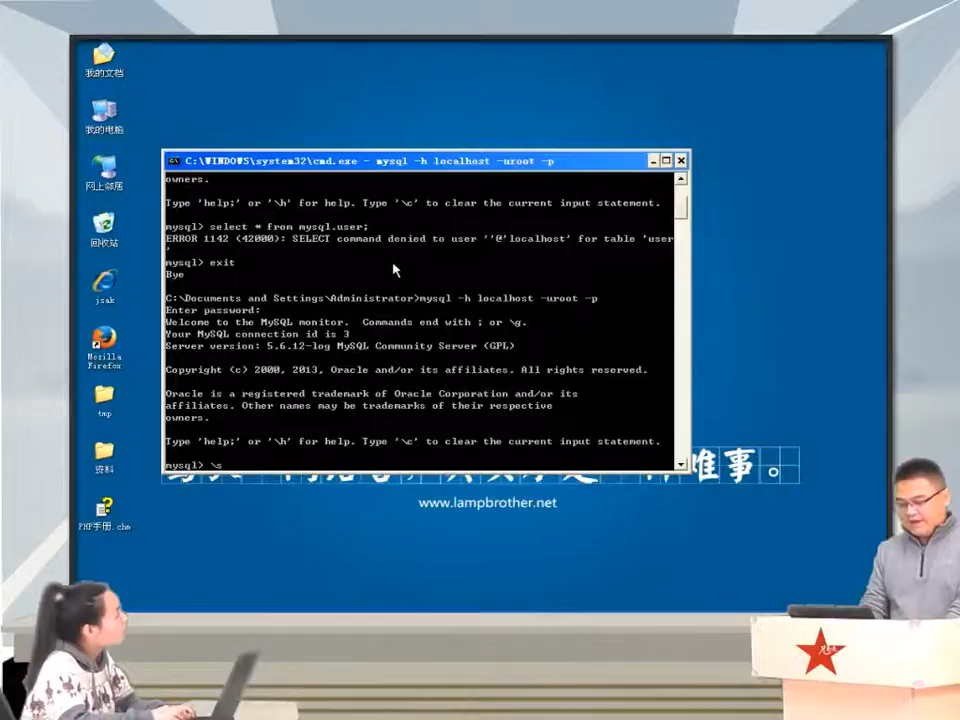 我的文档
我的电脑
网上邻居
回收站
jsak
Mozilla
Firefox
tmp
资料
PHP手册.chm
C:\WINDOWS\system32\cmd.exe - mysql -h localhost -uroot -p
owners.
Type 'help;' or '\h' for help. Type '\c' to clear the current input statement.
mysql> select * from mysql.user;
ERROR 1142 (42000): SELECT command denied to user ''@'localhost' for table 'user
'
mysql> exit
Bye
C:\Documents and Settings\Administrator>mysql -h localhost -uroot -p
Enter password:
Welcome to the MySQL monitor.  Commands end with ; or \g.
Your MySQL connection id is 3
Server version: 5.6.12-log MySQL Community Server (GPL)
Copyright (c) 2000, 2013, Oracle and/or its affiliates. All rights reserved.
Oracle is a registered trademark of Oracle Corporation and/or its
affiliates. Other names may be trademarks of their respective
owners.
Type 'help;' or '\h' for help. Type '\c' to clear the current input statement.
mysql> \s
唯事。
www.lampbrother.net